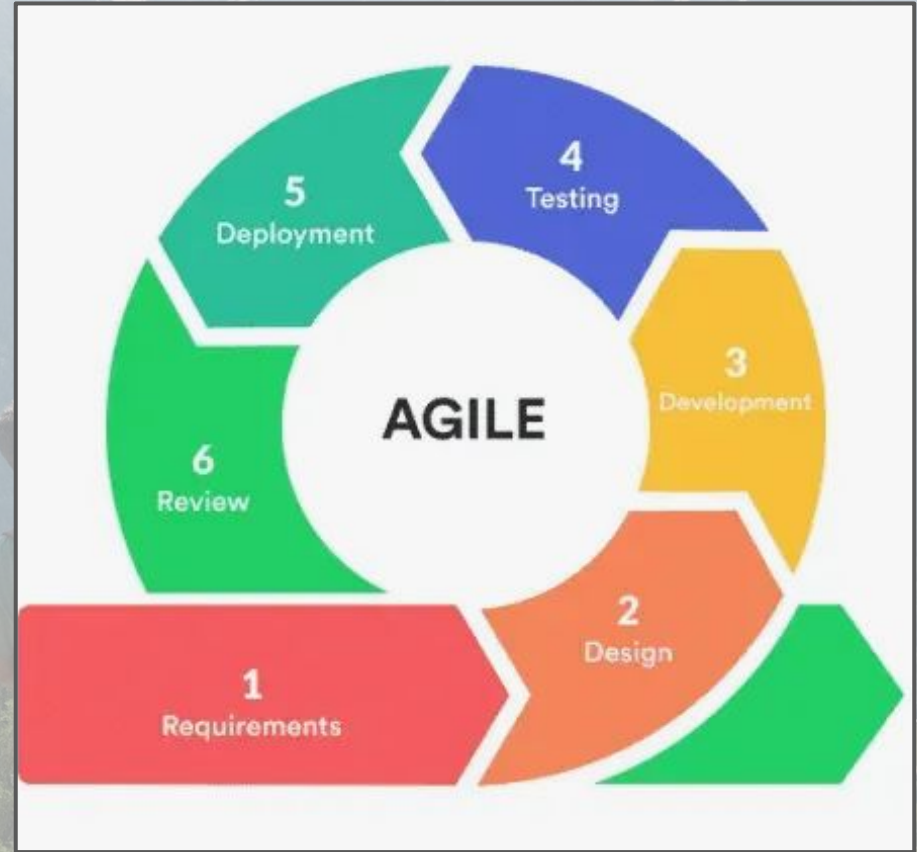 AGILE
1
Requirements
2
Design
3
Development
4
Testing
5
Deployment
6
Review